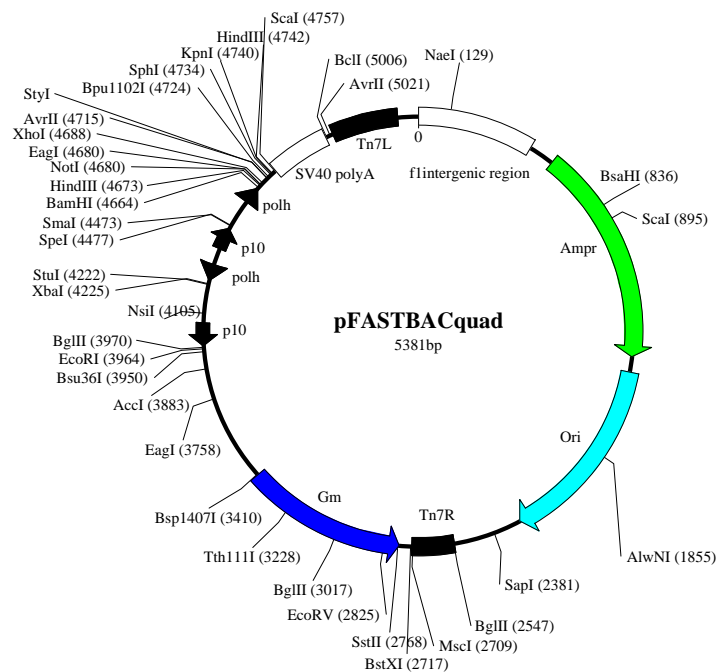 ScaI (4757)
HindIII (4742)
KpnI (4740)
SphI (4734)
Bpu1102I (4724)
StyI
AvrII (4715)
XhoI (4688)
EagI (4680)
NotI (4680)
HindIII (4673)
BamHI (4664)
SmaI (4473)
SpeI (4477)
StuI (4222)
XbaI (4225)
NsiI (4105)
BglII (3970)
EcoRI (3964)
Bsu36I (3950)
AccI (3883)
EagI (3758)
Bsp1407I (3410)
Tth111I (3228)
BglII (3017)
EcoRV (2825)
SstII (2768)
BstXI (2717)
MscI (2709)
BglII (2547)
SapI (2381)
AlwNI (1855)
ScaI (895)
BsaHI (836)
NaeI (129)
BclI (5006)
AvrII (5021)
Tn7L
0
SV40 polyA
f1intergenic region
polh
p10
polh
p10
Ampr
Ori
Tn7R
Gm
pFASTBACquad
5381bp